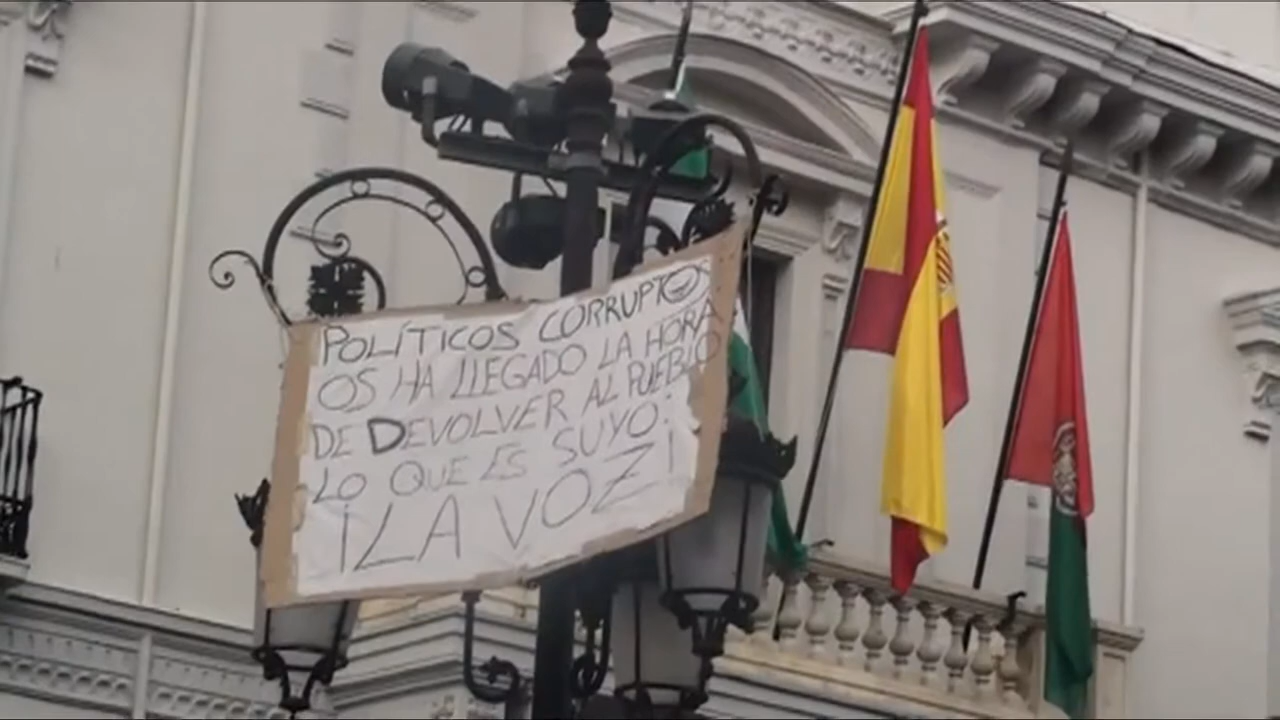 POLÍTICOS CORRUPTOS
OS HA LLEGADO LA HORA
DE DEVOLVER AL PUEBLO
LO QUE ES SUYO:
¡LA VOZ!